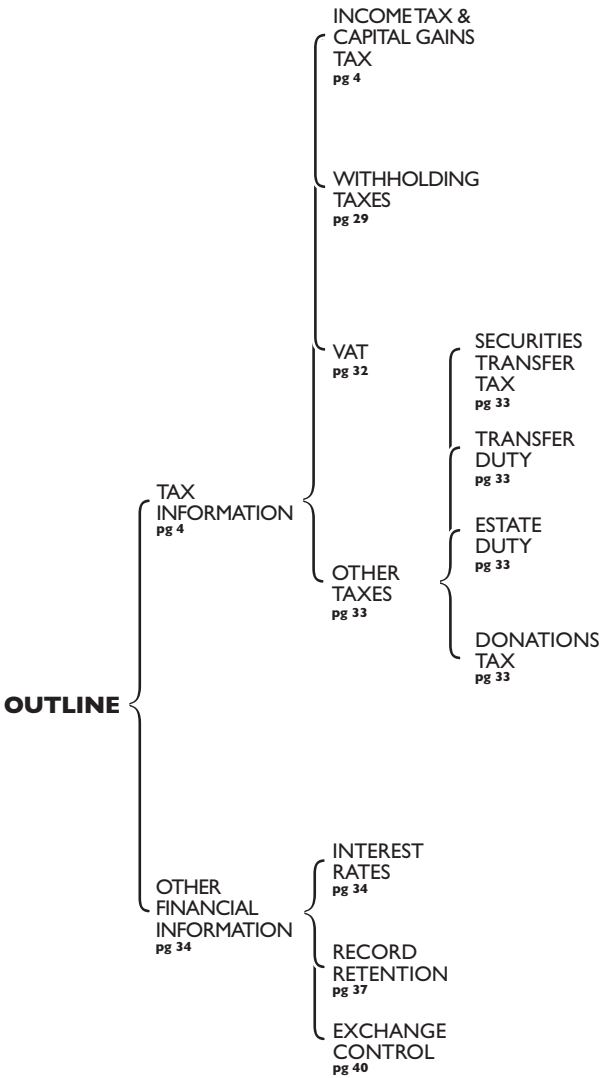 OUTLINE
TAX
INFORMATION
pg 4
INCOME TAX &
CAPITAL GAINS
TAX
pg 4
WITHHOLDING
TAXES
pg 29
VAT
pg 32
OTHER
TAXES
pg 33
SECURITIES
TRANSFER
TAX
pg 33
TRANSFER
DUTY
pg 33
ESTATE
DUTY
pg 33
DONATIONS
TAX
pg 33
OTHER
FINANCIAL
INFORMATION
pg 34
INTEREST
RATES
pg 34
RECORD
RETENTION
pg 37
EXCHANGE
CONTROL
pg 40